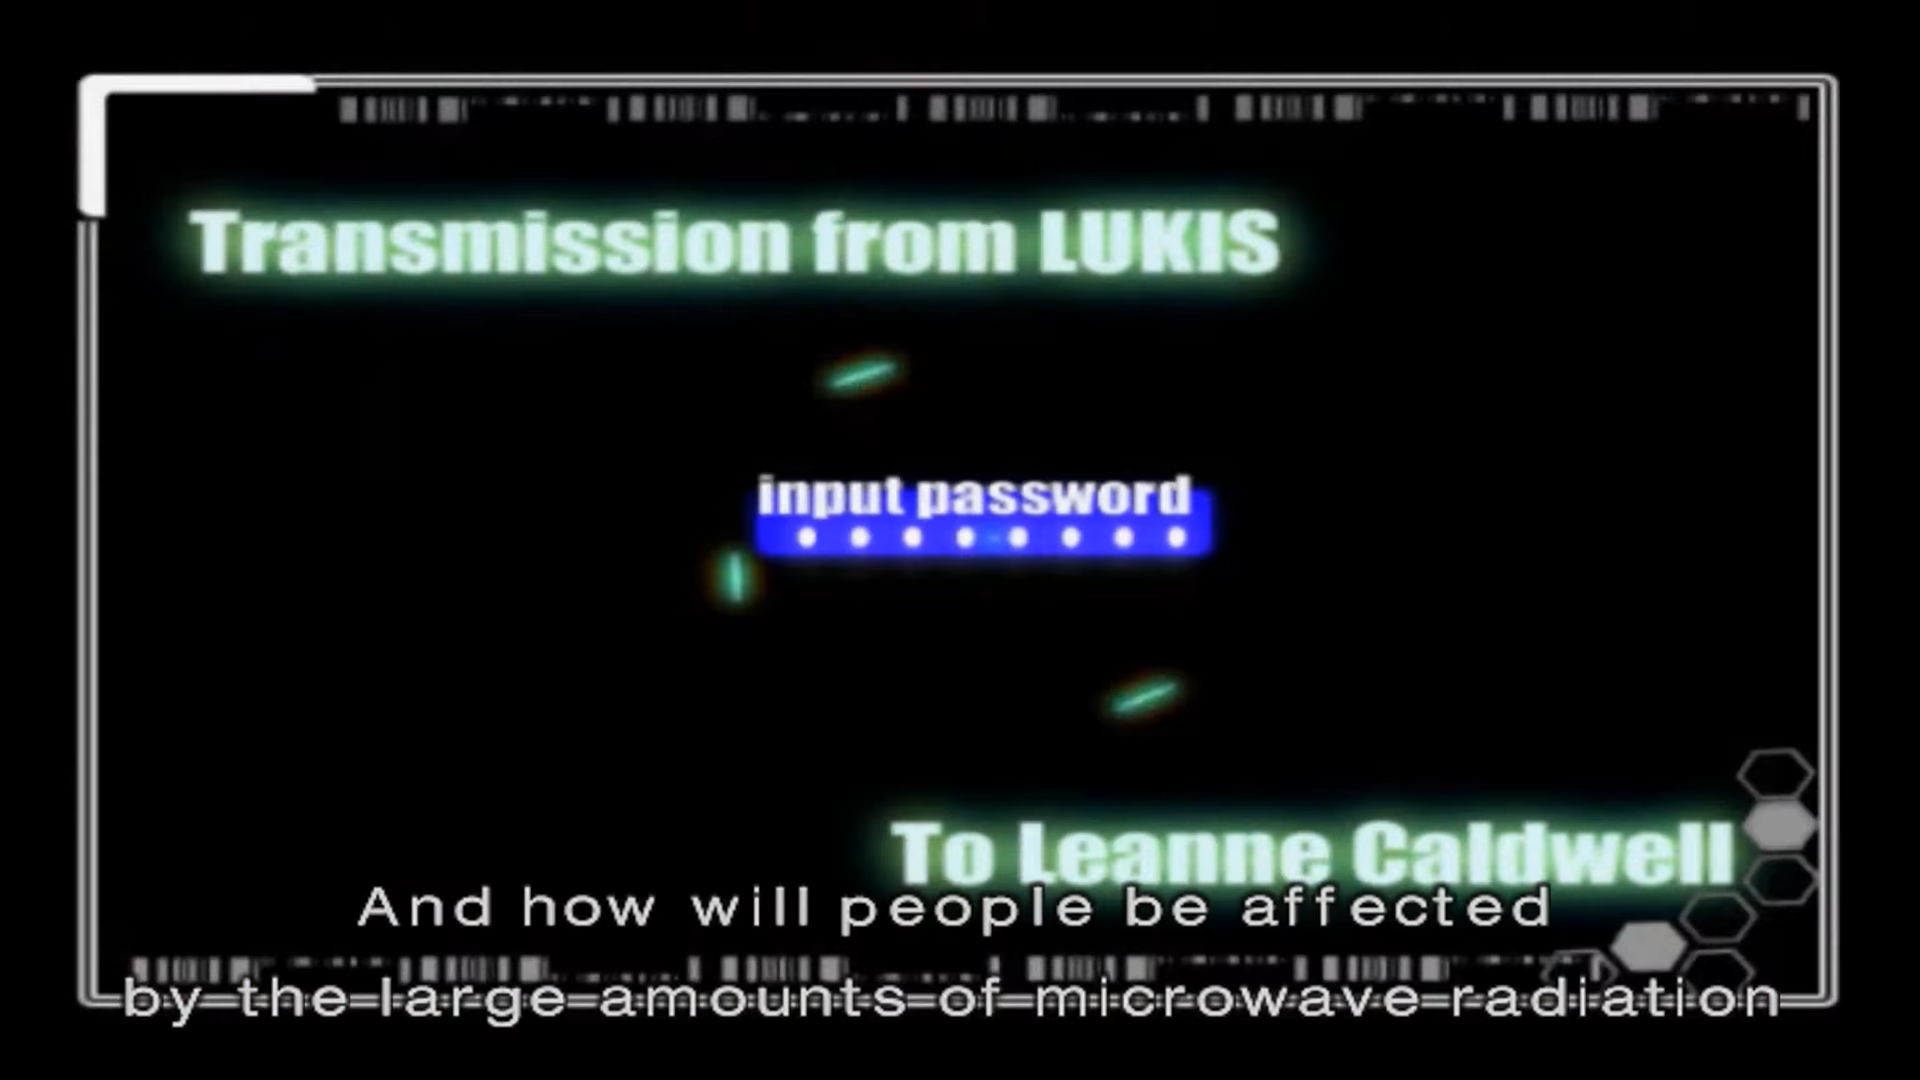 Transmission from LUKIS
input password
To Leanne Caldwell
And how will people be affected
by the large amounts of microwave radiation